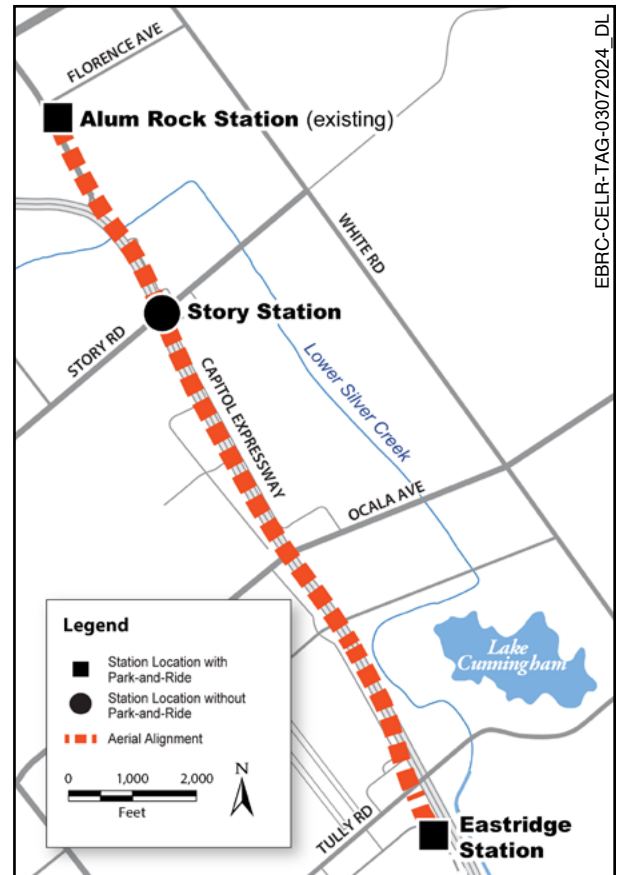 EBRC-CELR-TAG-03072024_DL
FLORENCE AVE
Alum Rock Station (existing)
WHITE RD
Story Station
STORY RD
CAPITOL EXPRESSWAY
Lower Silver Creek
OCALA AVE
Lake
Cunningham
Legend
Station Location with
Park-and-Ride
Station Location without
Park-and-Ride
Aerial Alignment
0 1,000 2,000
Feet
N
TULLY RD
Eastridge
Station